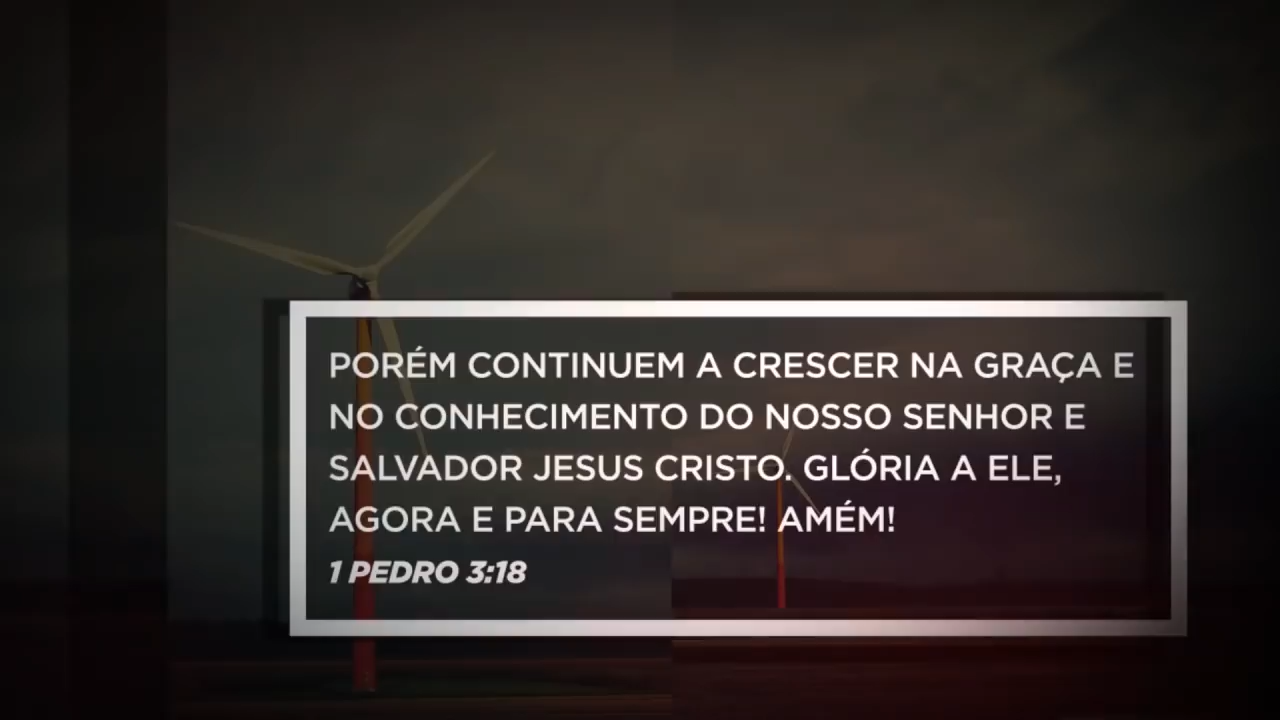 PORÉM CONTINUEM A CRESCER NA GRAÇA E
NO CONHECIMENTO DO NOSSO SENHOR E
SALVADOR JESUS CRISTO. GLÓRIA A ELE,
AGORA E PARA SEMPRE! AMÉM!
1 PEDRO 3:18